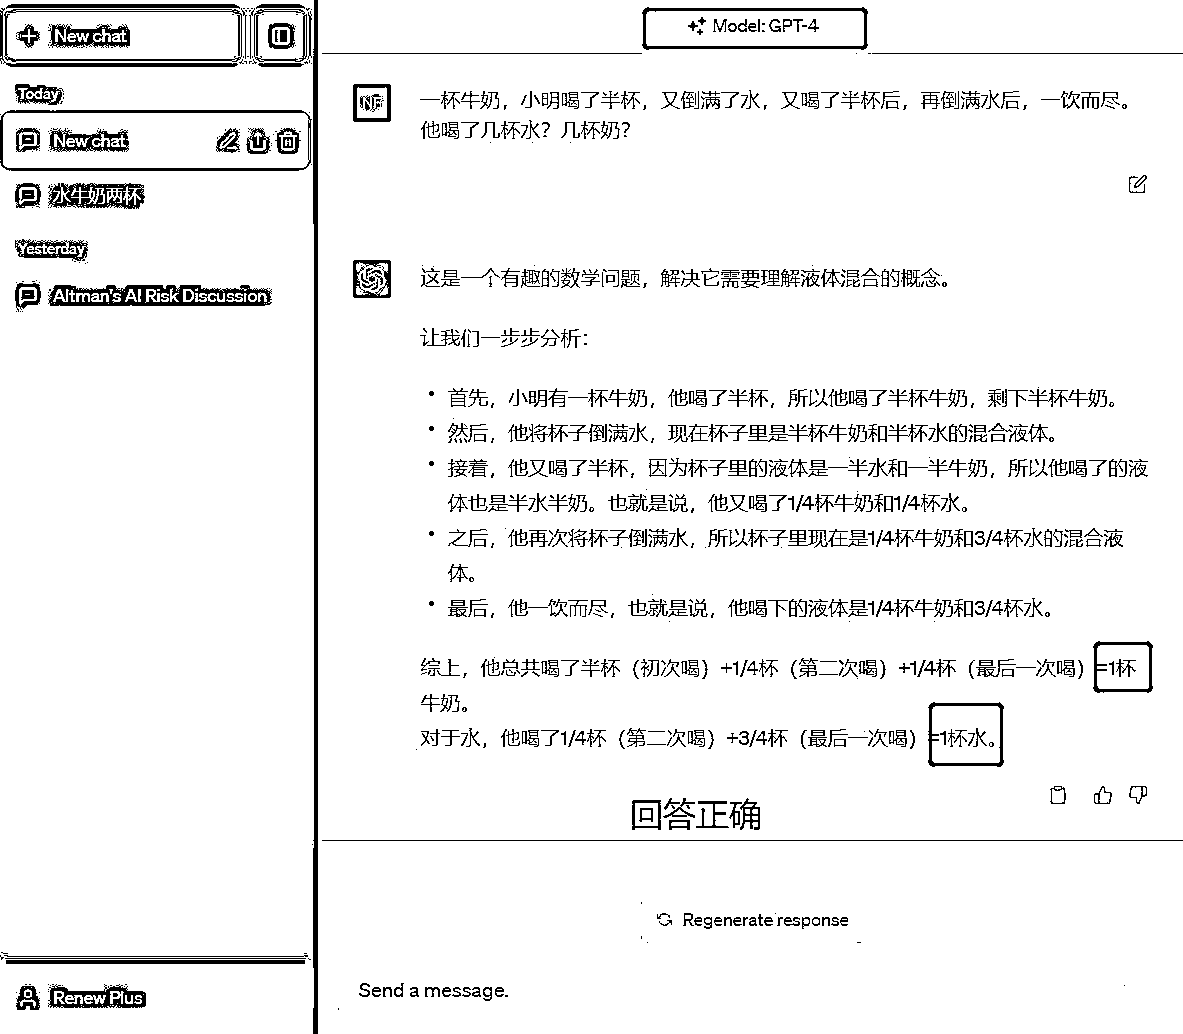 New chat
Today
New chat
水牛奶两杯
Yesterday
Altman's AI Risk Discussion
Renew Plus
Model: GPT-4
NF
一杯牛奶，小明喝了半杯，又倒满了水，又喝了半杯后，再倒满水后，一饮而尽。
他喝了几杯水？几杯奶？
这是一个有趣的数学问题，解决它需要理解液体混合的概念。
让我们一步步分析：
• 首先，小明有一杯牛奶，他喝了半杯，所以他喝了半杯牛奶，剩下半杯牛奶。
• 然后，他将杯子倒满水，现在杯子里是半杯牛奶和半杯水的混合液体。
• 接着，他又喝了半杯，因为杯子里的液体是一半水和一半牛奶，所以他喝了的液
体也是半水半奶。也就是说，他又喝了1/4杯牛奶和1/4杯水。
• 之后，他再次将杯子倒满水，所以杯子里现在是1/4杯牛奶和3/4杯水的混合液
体。
• 最后，他一饮而尽，也就是说，他喝下的液体是1/4杯牛奶和3/4杯水。
综上，他总共喝了半杯（初次喝）+1/4杯（第二次喝）+1/4杯（最后一次喝）=1杯
牛奶。
对于水，他喝了1/4杯（第二次喝）+3/4杯（最后一次喝）=1杯水。
回答正确
Regenerate response
Send a message.